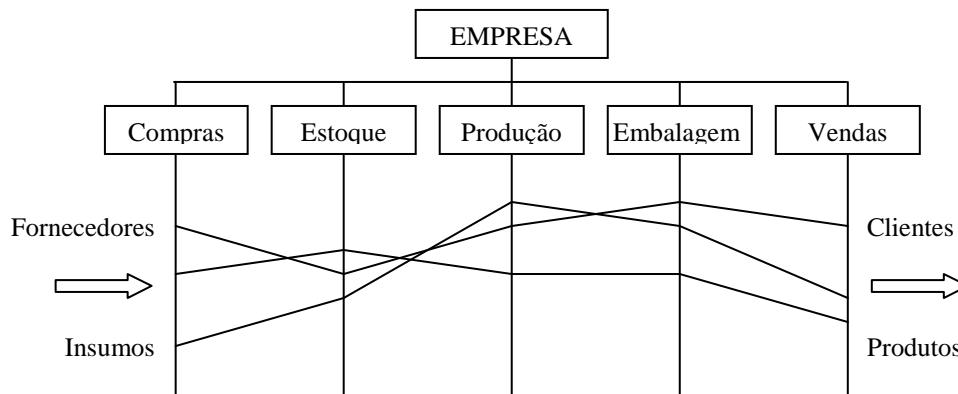 EMPRESA
Compras
Estoque
Produção
Embalagem
Vendas
Fornecedores
Clientes
Insumos
Produtos